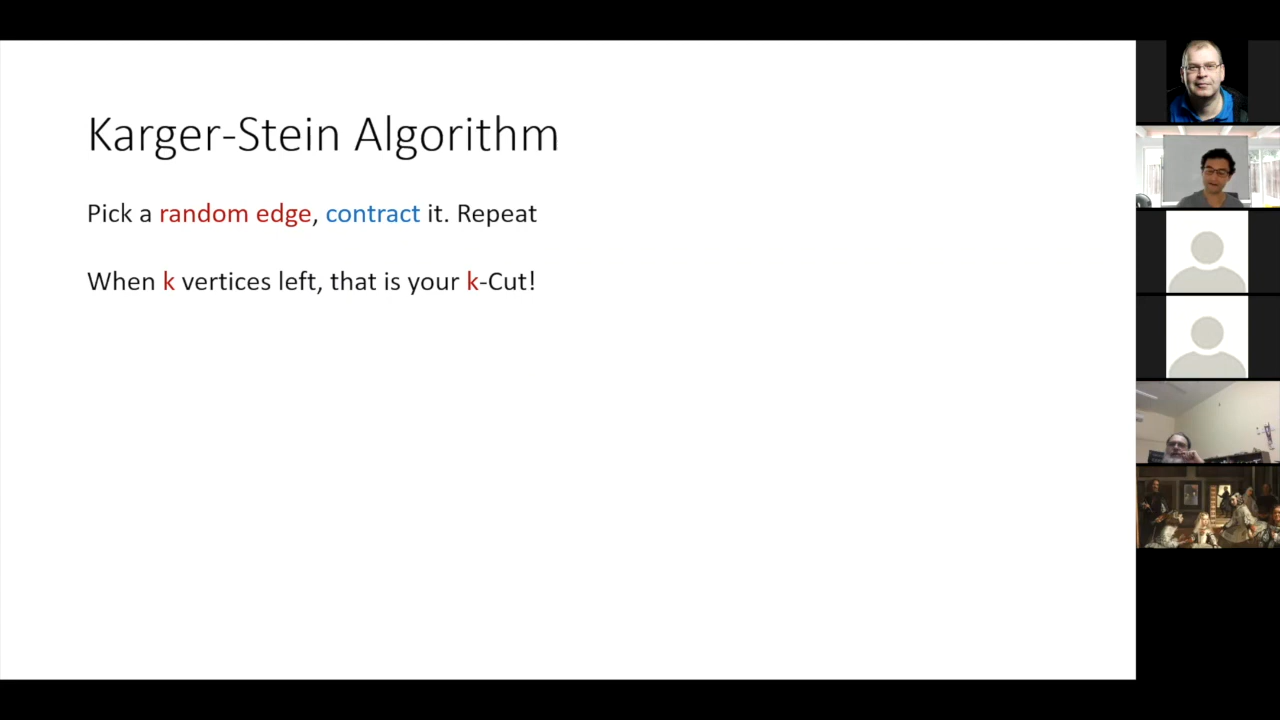 Karger-Stein Algorithm
Pick a random edge, contract it. Repeat
When k vertices left, that is your k-Cut!